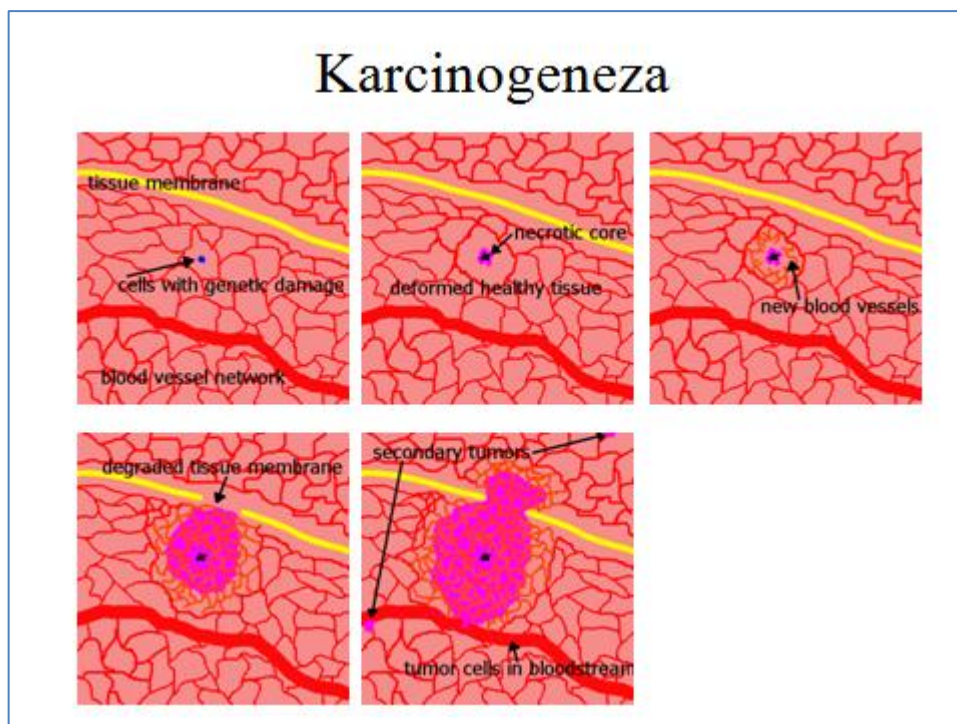 Karcinogeneza
tissue membrane
cells with genetic damage
blood vessel network
necrotic core
deformed healthy tissue
new blood vessels
degraded tissue membrane
secondary tumors
tumor cells in bloodstream